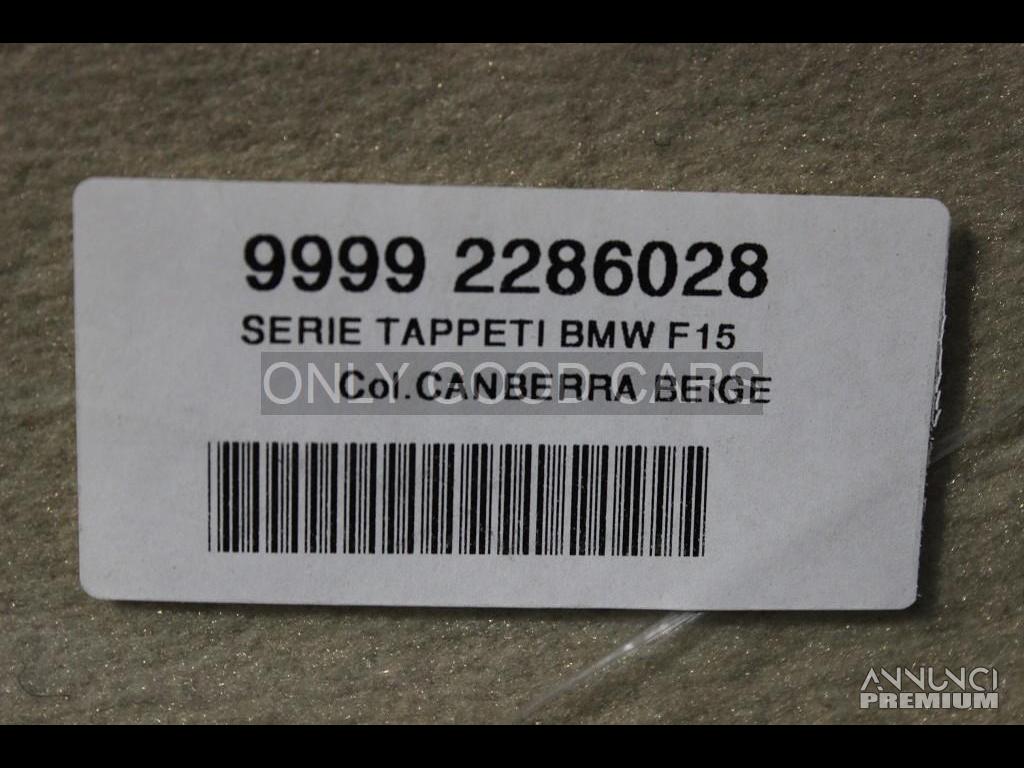 9999 2286028
SERIE TAPPETI BMW F15
Col.CANBERRA BEIGE
ONLY GOOD CARS
ANNUNCI
PREMIUM